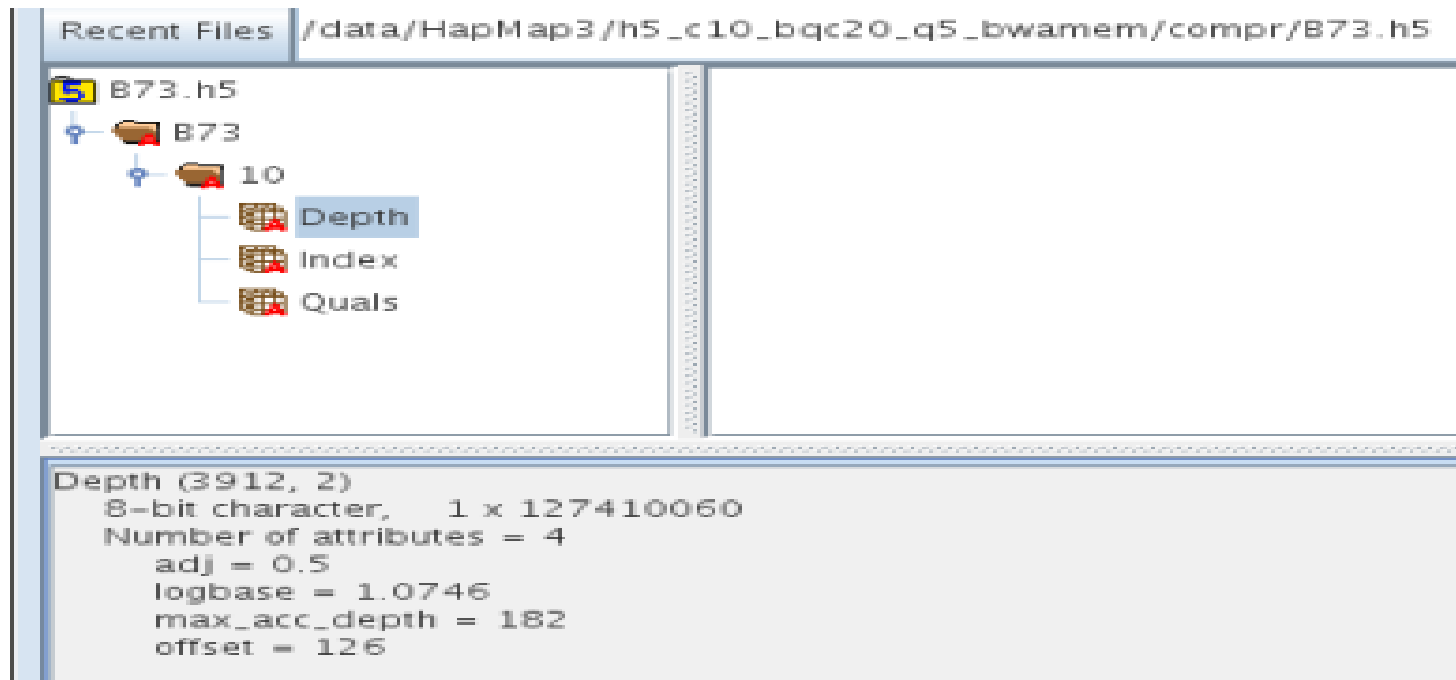 Recent Files /data/HapMap3/h5_c10_bqc20_q5_bwamem/compr/B73.h5
5 B73.h5
A B73
A 10
A Depth
A Index
A Quals
Depth (3912, 2)
8-bit character, 1 x 127410060
Number of attributes = 4
adj = 0.5
logbase = 1.0746
max_acc_depth = 182
offset = 126